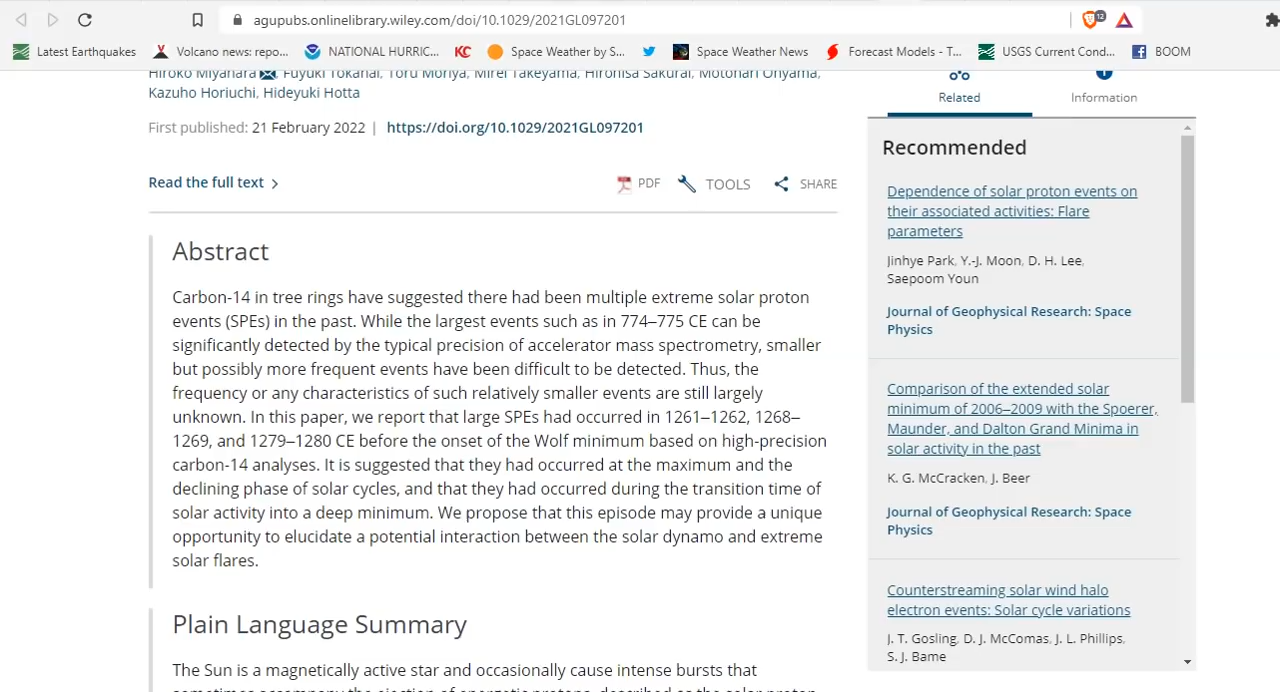 agupubs.onlinelibrary.wiley.com/doi/10.1029/2021GL097201
12
Latest Earthquakes
Volcano news: repo...
NATIONAL HURRIC...
KC
Space Weather by S...
Space Weather News
Forecast Models - T...
USGS Current Cond...
BOOM
Hiroko Miyahara, Fuyuki Tokanai, Toru Moriya, Mirei Takeyama, Hirohisa Sakurai, Motonari Ohyama,
Kazuho Horiuchi, Hideyuki Hotta
First published: 21 February 2022 | https://doi.org/10.1029/2021GL097201
Read the full text
PDF
TOOLS
SHARE
Abstract
Carbon-14 in tree rings have suggested there had been multiple extreme solar proton
events (SPEs) in the past. While the largest events such as in 774–775 CE can be
significantly detected by the typical precision of accelerator mass spectrometry, smaller
but possibly more frequent events have been difficult to be detected. Thus, the
frequency or any characteristics of such relatively smaller events are still largely
unknown. In this paper, we report that large SPEs had occurred in 1261–1262, 1268–
1269, and 1279–1280 CE before the onset of the Wolf minimum based on high-precision
carbon-14 analyses. It is suggested that they had occurred at the maximum and the
declining phase of solar cycles, and that they had occurred during the transition time of
solar activity into a deep minimum. We propose that this episode may provide a unique
opportunity to elucidate a potential interaction between the solar dynamo and extreme
solar flares.
Plain Language Summary
The Sun is a magnetically active star and occasionally cause intense bursts that
sometimes accompany the ejection of energetic protons, described as the solar proton
Related
Information
Recommended
Dependence of solar proton events on
their associated activities: Flare
parameters
Jinhye Park, Y.-J. Moon, D. H. Lee,
Saepoom Youn
Journal of Geophysical Research: Space
Physics
Comparison of the extended solar
minimum of 2006–2009 with the Spoerer,
Maunder, and Dalton Grand Minima in
solar activity in the past
K. G. McCracken, J. Beer
Journal of Geophysical Research: Space
Physics
Counterstreaming solar wind halo
electron events: Solar cycle variations
J. T. Gosling, D. J. McComas, J. L. Phillips,
S. J. Bame